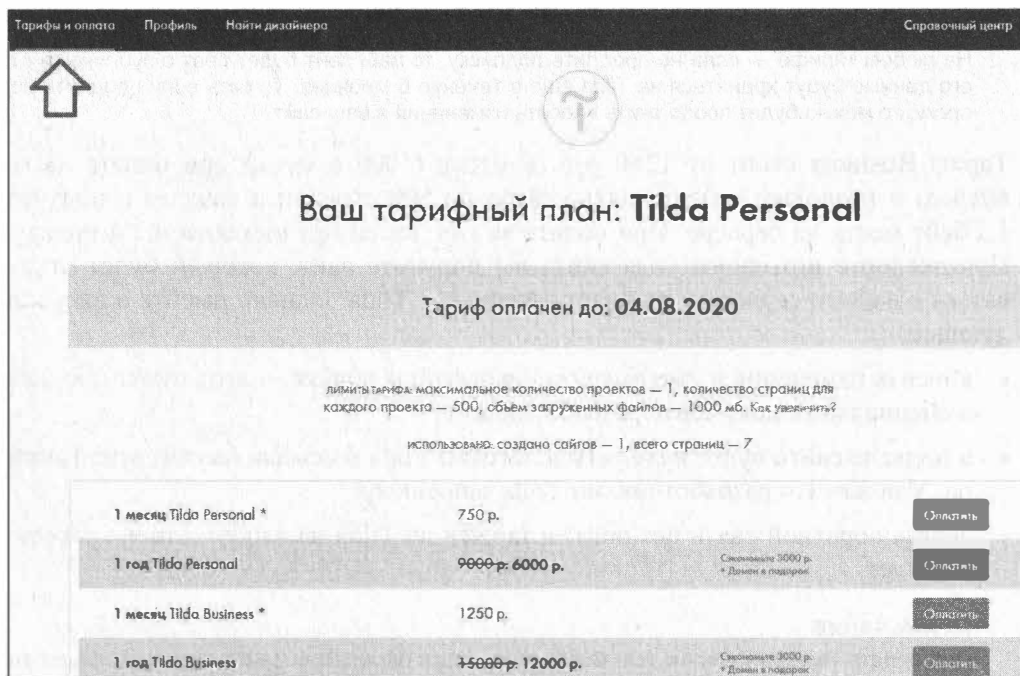 Тарифы и оплата Профиль Найти дизайнера Справочный центр
Ваш тарифный план: Tilda Personal
Тариф оплачен до: 04.08.2020
лимиты тарифа: максимальное количество проектов — 1, количество страниц для
каждого проекта — 500, объем загруженных файлов — 1000 мб. Как увеличить?
использовано: создано сайтов — 1, всего страниц — 7
1 месяц Tilda Personal * 750 р. Оплатить
1 год Tilda Personal 9000 р. 6000 р. Сэкономьте 3000 р. Оплатить
+ Домен в подарок
1 месяц Tilda Business * 1250 р. Оплатить
1 год Tilda Business 15000 р. 12000 р. Сэкономьте 3000 р. Оплатить
+ Домен в подарок